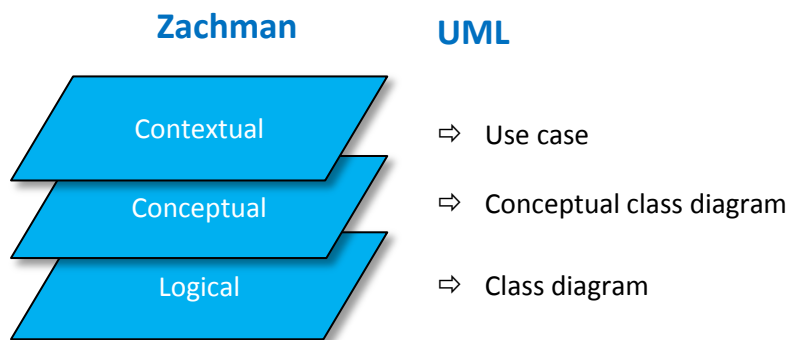 Zachman UML
Contextual ⇨ Use case
Conceptual ⇨ Conceptual class diagram
Logical ⇨ Class diagram